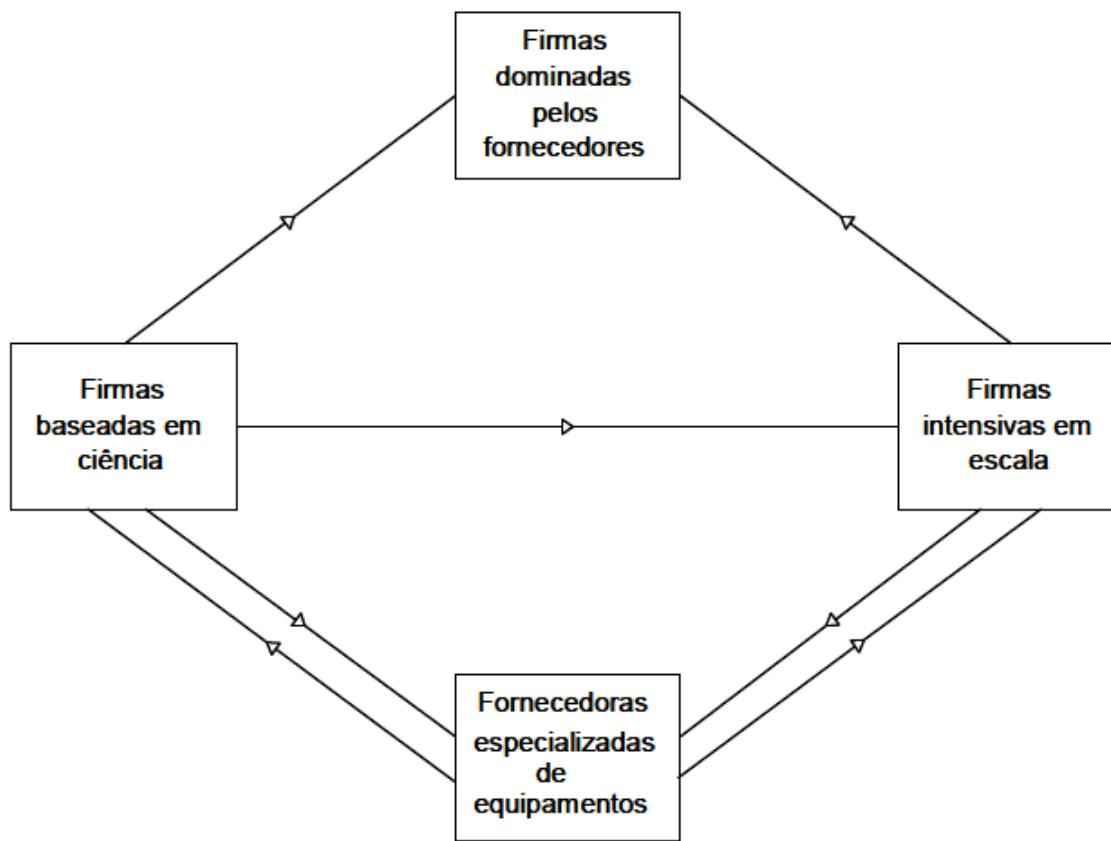 Firmas
dominadas
pelos
fornecedores
Firmas
baseadas em
ciência
Firmas
intensivas em
escala
Fornecedoras
especializadas
de
equipamentos